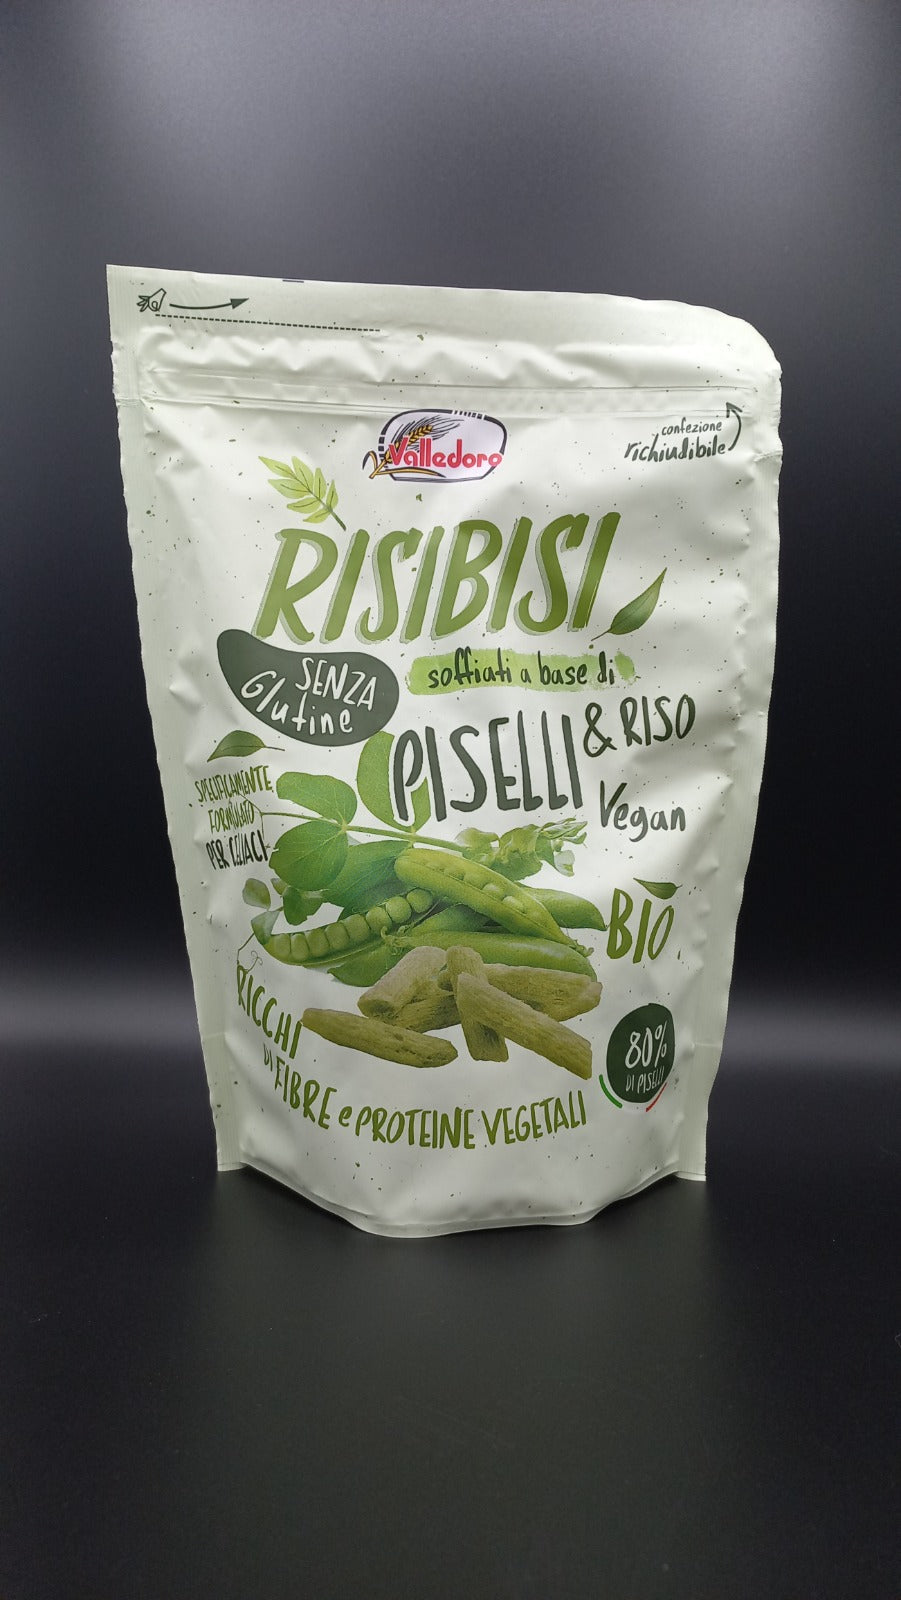 confezione
richiudibile
Valledoro
RISIBISI
SENZA
Glutine
soffiati a base di
PISELLI & RISO
Vegan
SPECIFICAMENTE
FORMULATO
PER CELIACI
BIO
RICCHI
DI FIBRE e PROTEINE VEGETALI
80%
DI PISELLI